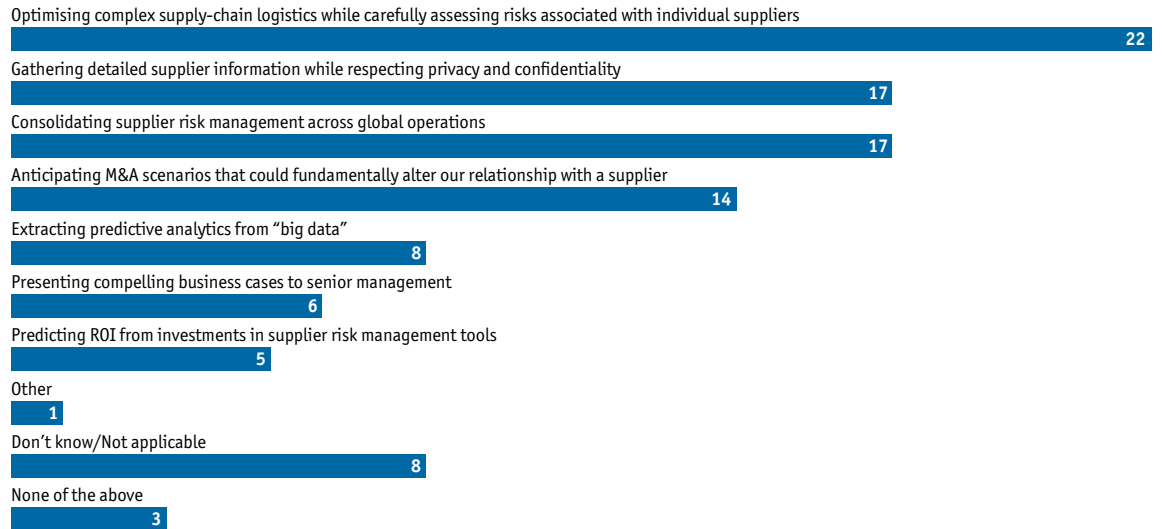 Optimising complex supply-chain logistics while carefully assessing risks associated with individual suppliers
22
Gathering detailed supplier information while respecting privacy and confidentiality
17
Consolidating supplier risk management across global operations
17
Anticipating M&A scenarios that could fundamentally alter our relationship with a supplier
14
Extracting predictive analytics from “big data”
8
Presenting compelling business cases to senior management
6
Predicting ROI from investments in supplier risk management tools
5
Other
1
Don’t know/Not applicable
8
None of the above
3